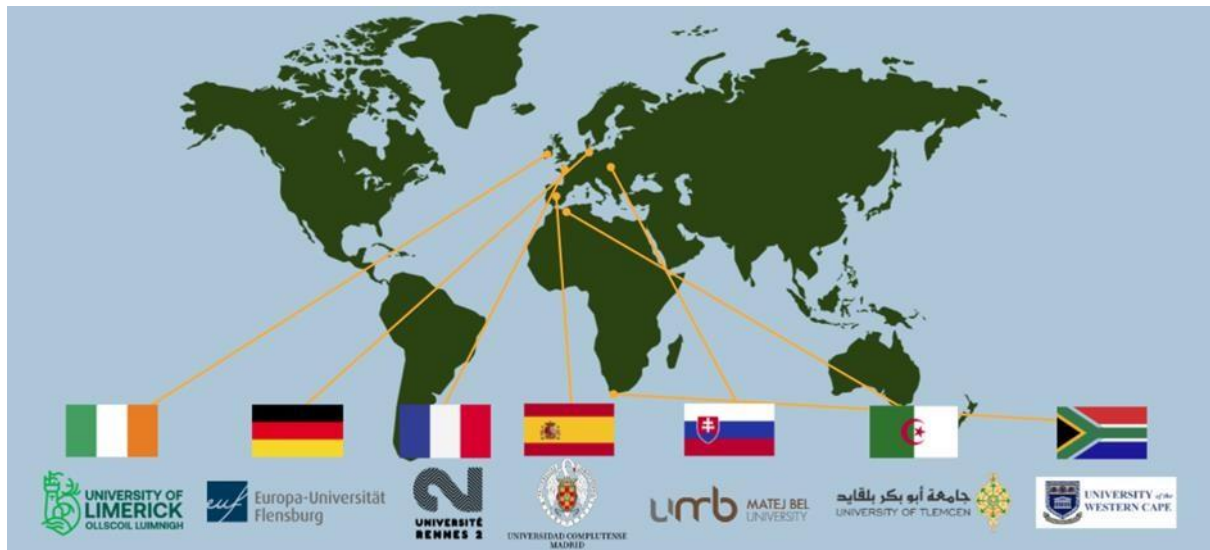 UNIVERSITY OF
LIMERICK
OLLSCOIL LUIMNIGH
euf
Europa-Universität
Flensburg
UNIVERSITÉ
RENNES 2
UNIVERSIDAD COMPLUTENSE
MADRID
umb
MATEJ BEL
UNIVERSITY
جامعة أبو بكر بلقايد
UNIVERSITY OF TLEMCEN
UNIVERSITY of the
WESTERN CAPE